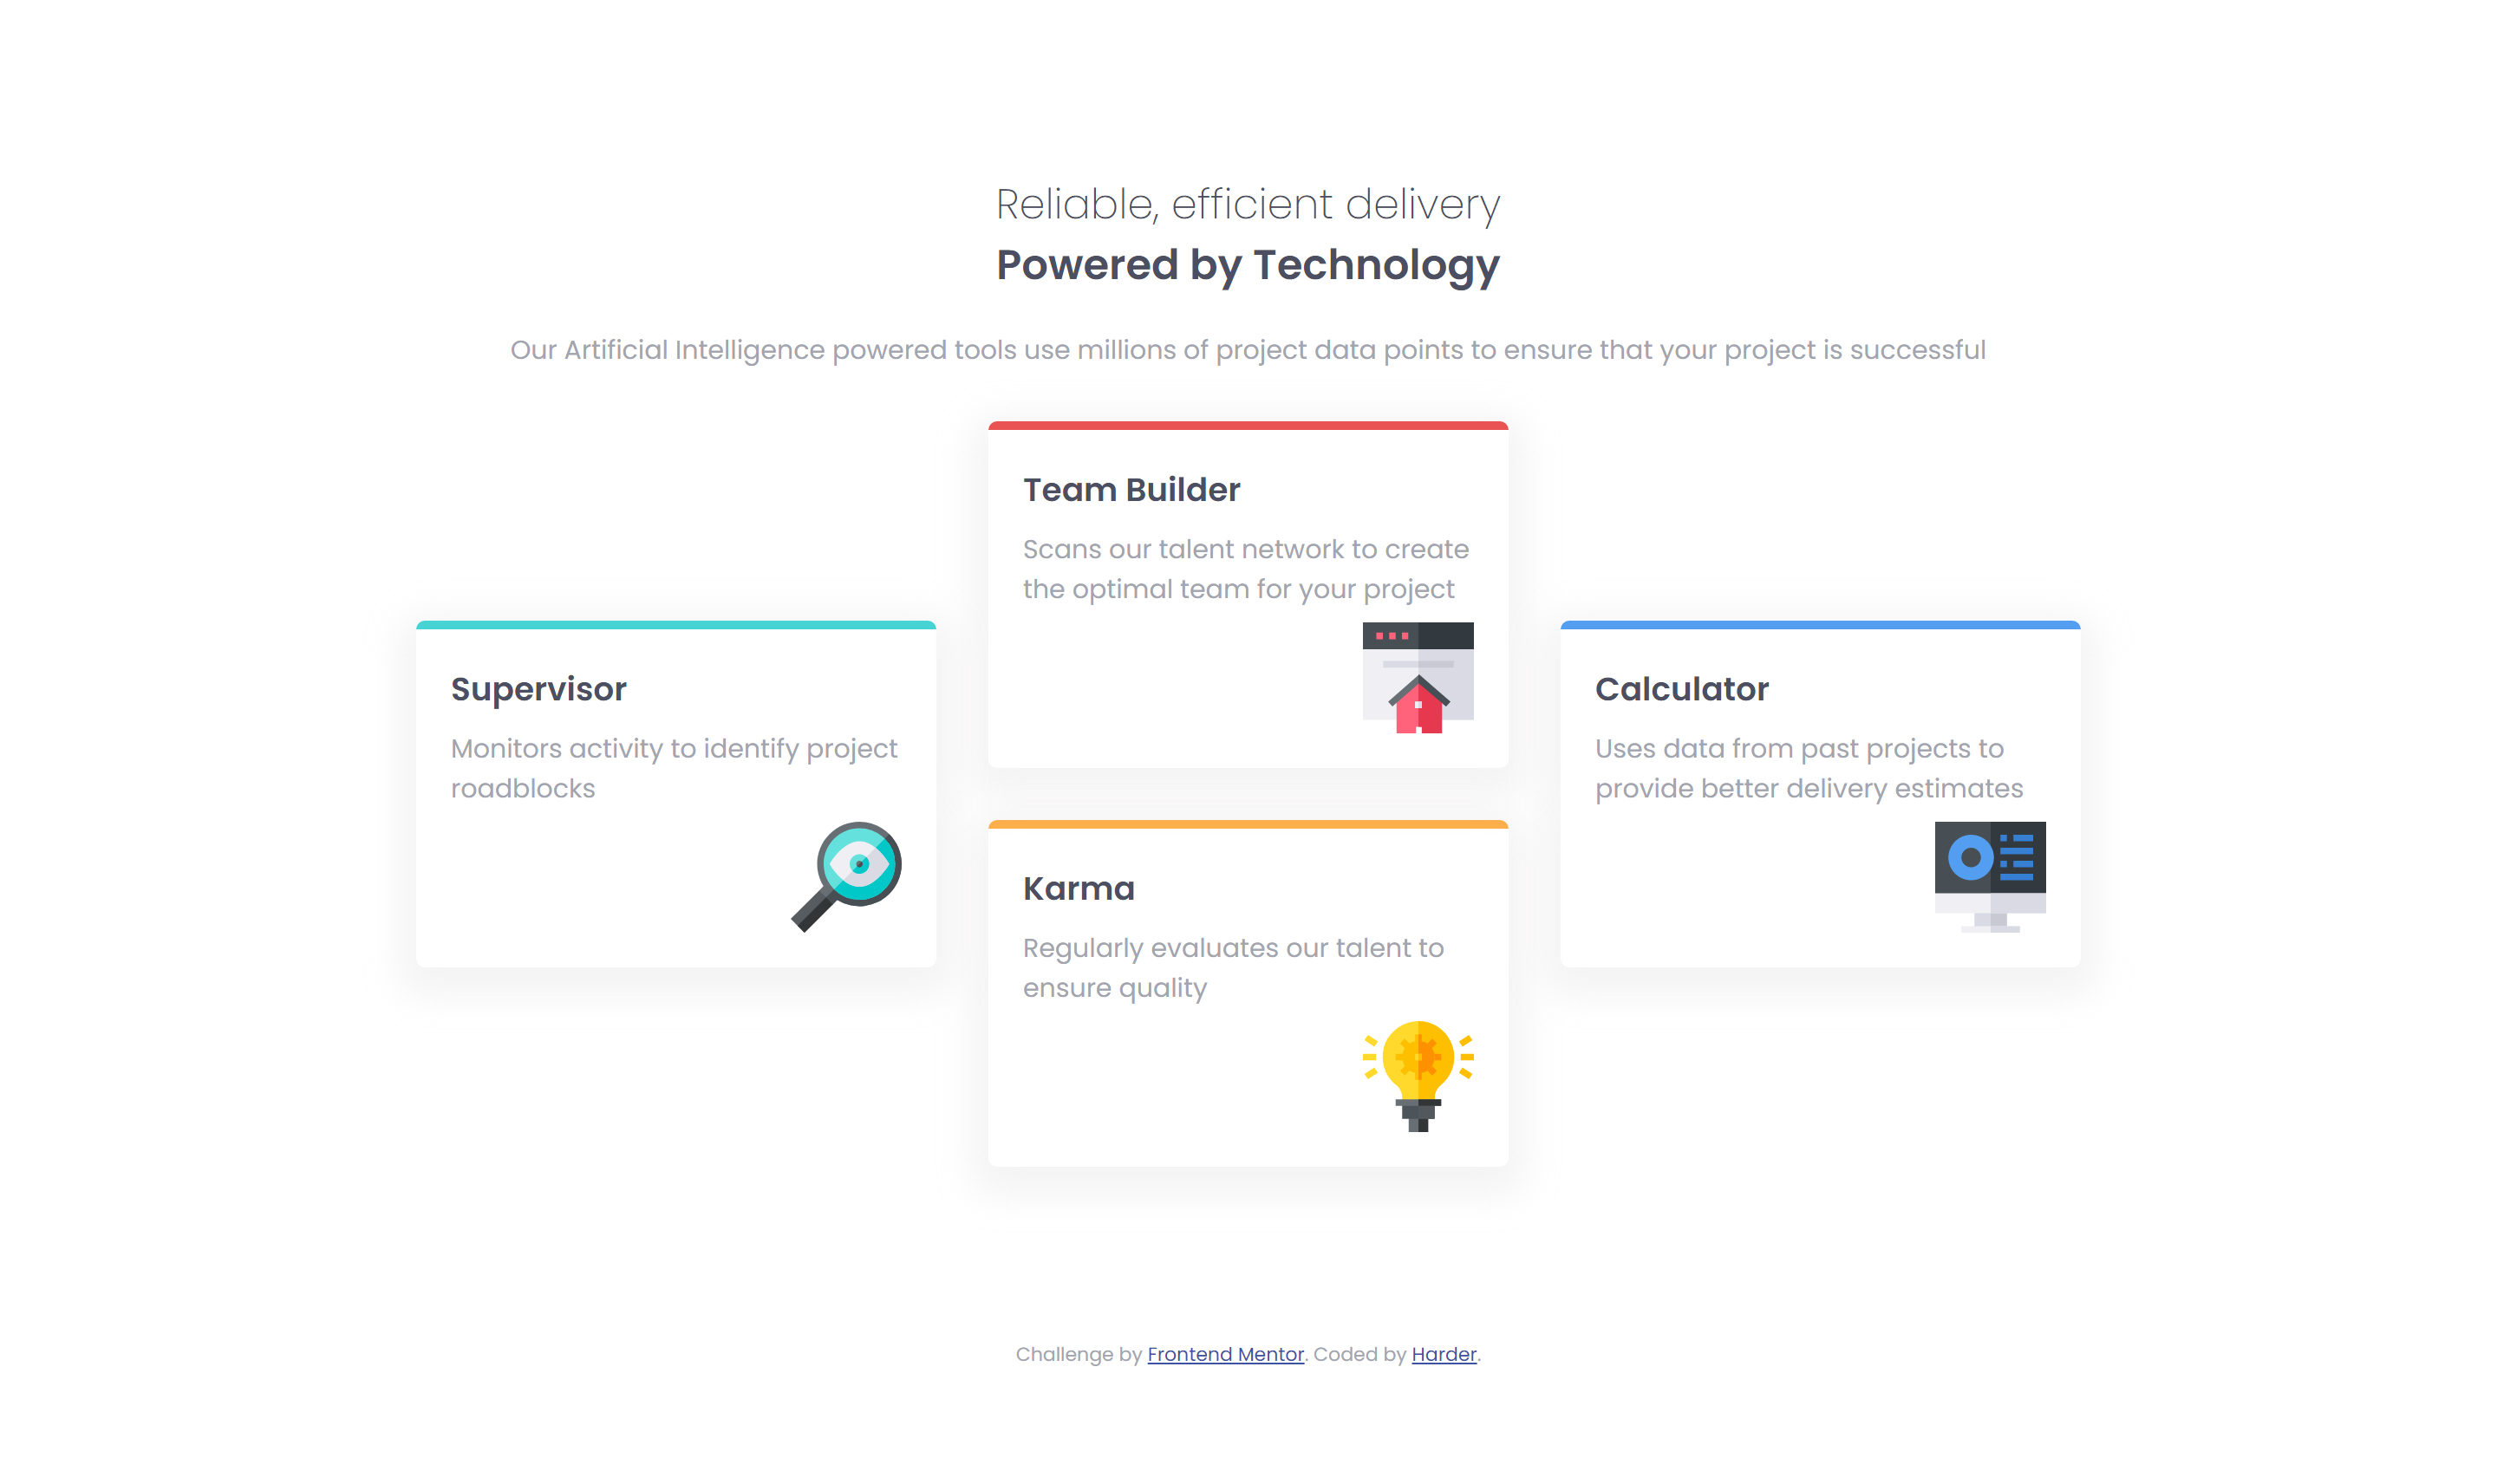 Reliable, efficient delivery
Powered by Technology
Our Artificial Intelligence powered tools use millions of project data points to ensure that your project is successful
Supervisor
Monitors activity to identify project
roadblocks
Team Builder
Scans our talent network to create
the optimal team for your project
Karma
Regularly evaluates our talent to
ensure quality
Calculator
Uses data from past projects to
provide better delivery estimates
Challenge by Frontend Mentor. Coded by Harder.